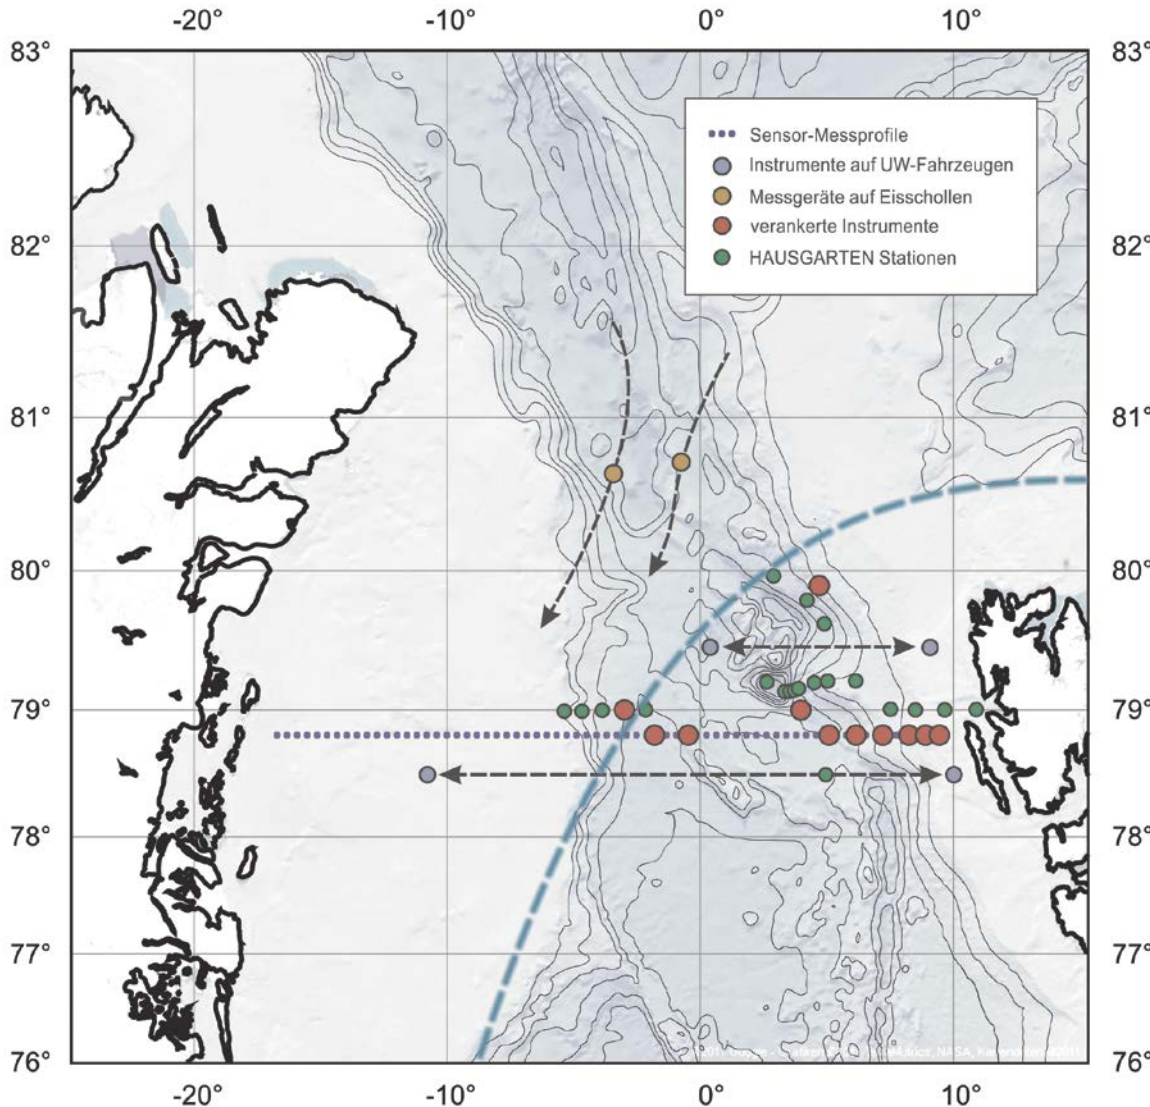 -20° -10° 0° 10°
83° 83°
Sensor-Messprofile
Instrumente auf UW-Fahrzeugen
Messgeräte auf Eisschollen
verankerte Instrumente
HAUSGARTEN Stationen
82° 82°
81° 81°
80° 80°
79° 79°
78° 78°
77° 77°
76° 76°
-20° -10° 0° 10°